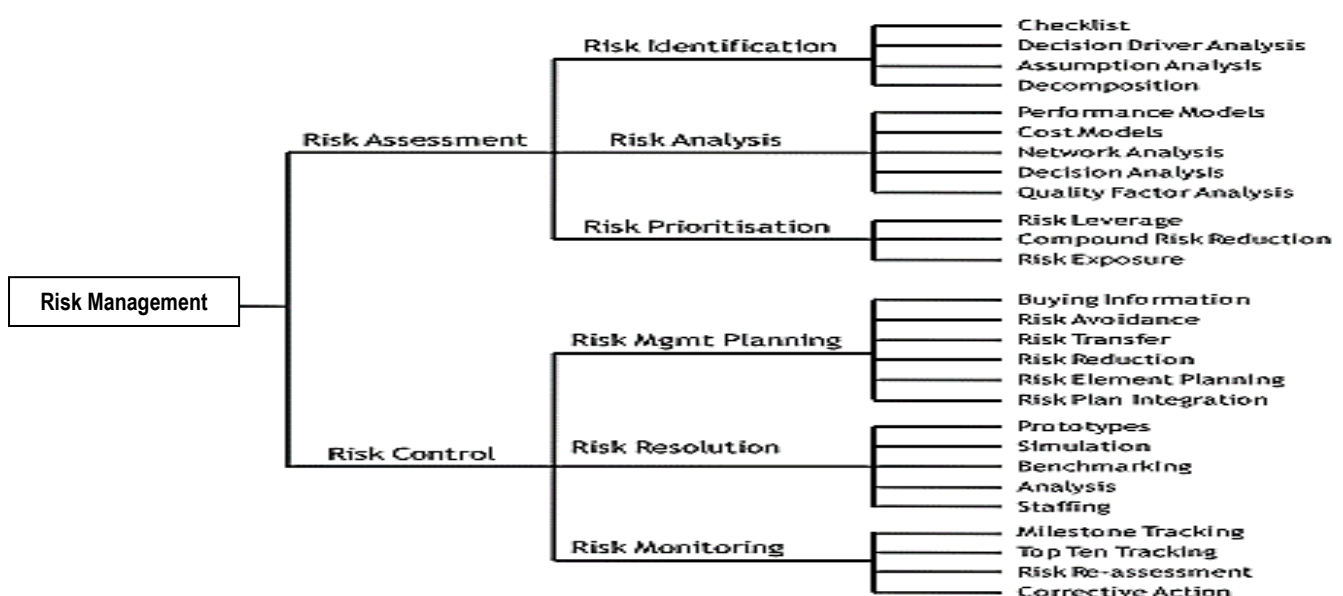 Risk Management
Risk Assessment
Risk Identification
Checklist
Decision Driver Analysis
Assumption Analysis
Decomposition
Risk Analysis
Performance Models
Cost Models
Network Analysis
Decision Analysis
Quality Factor Analysis
Risk Prioritisation
Risk Leverage
Compound Risk Reduction
Risk Exposure
Risk Control
Risk Mgmt Planning
Buying Information
Risk Avoidance
Risk Transfer
Risk Reduction
Risk Element Planning
Risk Plan Integration
Risk Resolution
Prototypes
Simulation
Benchmarking
Analysis
Staffing
Risk Monitoring
Milestone Tracking
Top Ten Tracking
Risk Re-assessment
Corrective Action